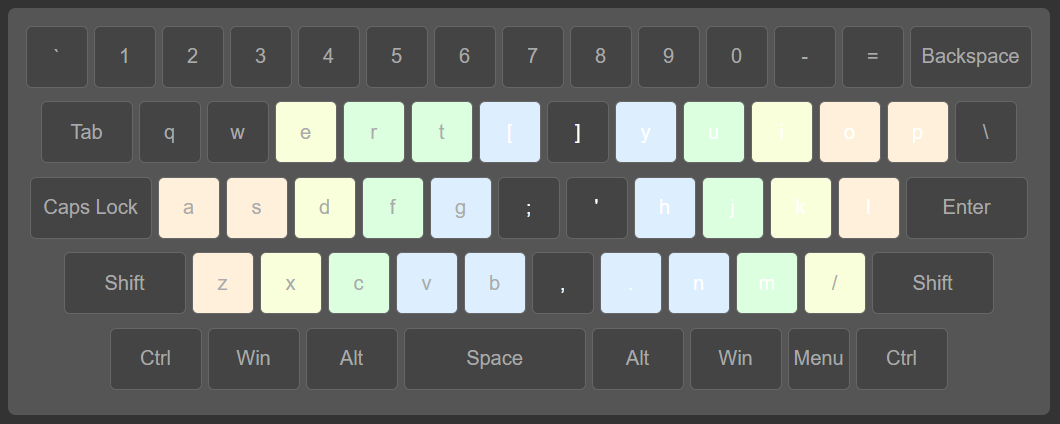 ` 1 2 3 4 5 6 7 8 9 0 - = Backspace
Tab q w e r t [ ] y u i o p \
Caps Lock a s d f g ; ' h j k l Enter
Shift z x c v b , . n m / Shift
Ctrl Win Alt Space Alt Win Menu Ctrl